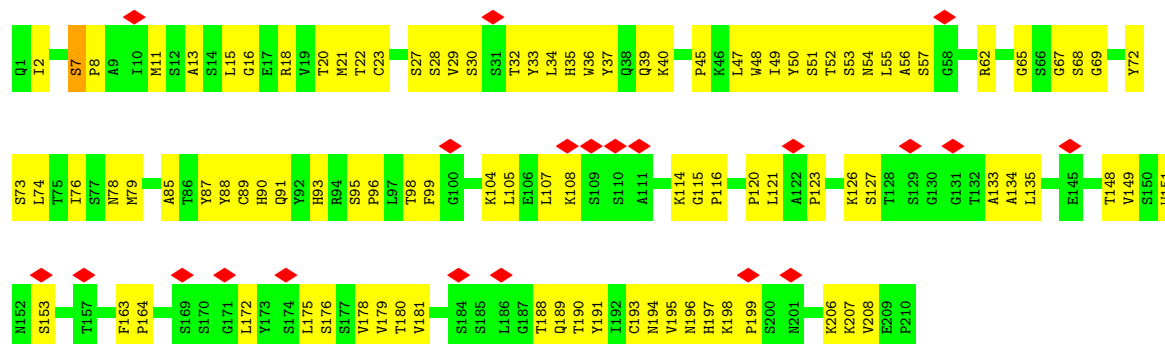 Q1 I2 S7 P8 A9 I10 M11 S12 A13 S14 L15 G16 E17 R18 V19 T20 M21 T22 C23 S27 S28 V29 S30 S31 T32 Y33 L34 H35 W36 Y37 Q38 Q39 K40 P45 K46 L47 W48 I49 Y50 S51 T52 S53 N54 L55 A56 S57 G58 R62 G65 S66 G67 S68 G69 Y72
S73 L74 T75 I76 S77 N78 M79 A85 T86 Y87 Y88 C89 H90 Q91 Y92 H93 R94 S95 P96 L97 T98 F99 G100 K104 L105 E106 L107 K108 S109 S110 A111 K114 G115 P116 P120 L121 A122 P123 K126 S127 T128 S129 G130 G131 T132 A133 A134 L135 E145 T148 V149 S150
N152 S153 T157 F163 P164 S169 S170 G171 L172 Y173 S174 L175 S176 S177 V178 V179 T180 V181 S184 S185 L186 G187 T188 Q189 T190 Y191 I192 C193 N194 V195 N196 H197 K198 P199 S200 N201 K206 K207 V208 E209 P210